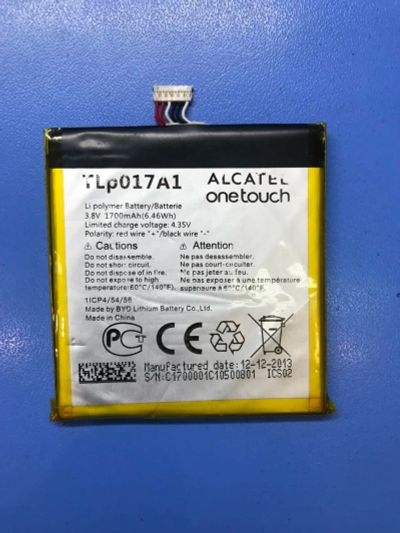 TLp017A1
ALCATEL
onetouch
Li polymer Battery/Batterie
3.8V 1700mAh(6.46Wh)
Limited charge voltage: 4.35V
Polarity: red wire "+"/black wire "-"
⚠ Cautions
Do not disassemble.
Do not short circuit.
Do not dispose of in fire.
Do not expose to high
temperature:60°C/140°F).
⚠ Attention
Ne pas desassembler.
Ne pas court-circuiter.
Ne pas jeter au feu.
Ne pas exposer à une température
supérieure à 60°C(140°F).
1ICP4/54/56
Made by BYD Lithium Battery Co., Ltd.
Made in China
Manufactured date: 12-12-2013
S/N:C1700001C10500801 ICS02